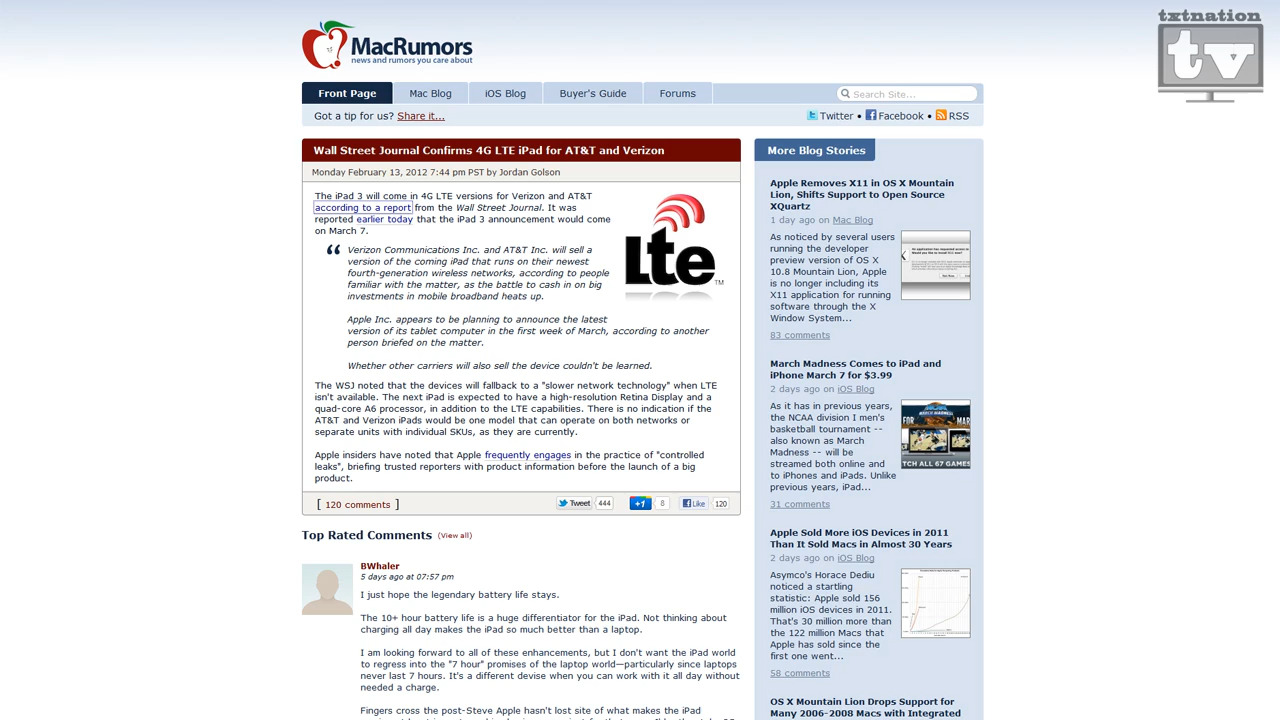 txtnation
tv
MacRumors
news and rumors you care about
Front Page
Mac Blog
iOS Blog
Buyer's Guide
Forums
Search Site...
Got a tip for us? Share it...
Twitter • Facebook • RSS
Wall Street Journal Confirms 4G LTE iPad for AT&T and Verizon
Monday February 13, 2012 7:44 pm PST by Jordan Golson
The iPad 3 will come in 4G LTE versions for Verizon and AT&T
according to a report from the Wall Street Journal. It was
reported earlier today that the iPad 3 announcement would come
on March 7.
lte™
“ Verizon Communications Inc. and AT&T Inc. will sell a
version of the coming iPad that runs on their newest
fourth-generation wireless networks, according to people
familiar with the matter, as the battle to cash in on big
investments in mobile broadband heats up.
Apple Inc. appears to be planning to announce the latest
version of its tablet computer in the first week of March, according to another
person briefed on the matter.
Whether other carriers will also sell the device couldn't be learned.
The WSJ noted that the devices will fallback to a "slower network technology" when LTE
isn't available. The next iPad is expected to have a high-resolution Retina Display and a
quad-core A6 processor, in addition to the LTE capabilities. There is no indication if the
AT&T and Verizon iPads would be one model that can operate on both networks or
separate units with individual SKUs, as they are currently.
Apple insiders have noted that Apple frequently engages in the practice of "controlled
leaks", briefing trusted reporters with product information before the launch of a big
product.
[ 120 comments ]
Tweet 444 +1 8 Like 120
Top Rated Comments (View all)
BWhaler
5 days ago at 07:57 pm
I just hope the legendary battery life stays.
The 10+ hour battery life is a huge differentiator for the iPad. Not thinking about
charging all day makes the iPad so much better than a laptop.
I am looking forward to all of these enhancements, but I don't want the iPad world
to regress into the "7 hour" promises of the laptop world—particularly since laptops
never last 7 hours. It's a different devise when you can work with it all day without
needed a charge.
Fingers cross the post-Steve Apple hasn't lost site of what makes the iPad
More Blog Stories
Apple Removes X11 in OS X Mountain
Lion, Shifts Support to Open Source
XQuartz
1 day ago on Mac Blog
As noticed by several users
running the developer
preview version of OS X
10.8 Mountain Lion, Apple
is no longer including its
X11 application for running
software through the X
Window System...
83 comments
March Madness Comes to iPad and
iPhone March 7 for $3.99
2 days ago on iOS Blog
As it has in previous years,
the NCAA division I men's
basketball tournament --
also known as March
Madness -- will be
streamed both online and
to iPhones and iPads. Unlike
previous years, iPad...
TCH ALL 67 GAMES
31 comments
Apple Sold More iOS Devices in 2011
Than It Sold Macs in Almost 30 Years
2 days ago on iOS Blog
Asymco's Horace Dediu
noticed a startling
statistic: Apple sold 156
million iOS devices in 2011.
That's 30 million more than
the 122 million Macs that
Apple has sold since the
first one went...
58 comments
OS X Mountain Lion Drops Support for
Many 2006-2008 Macs with Integrated